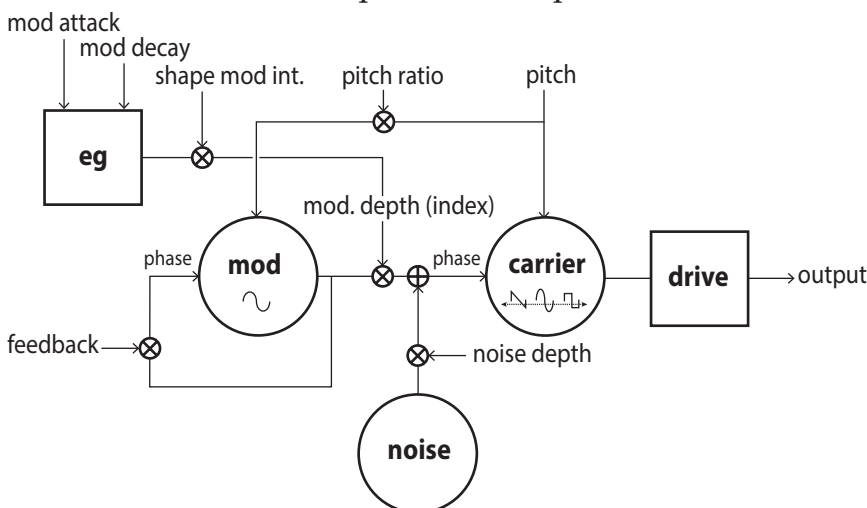 mod attack
mod decay
shape mod int.
pitch ratio
pitch
eg
mod. depth (index)
phase
mod
phase
carrier
drive
output
feedback
noise depth
noise